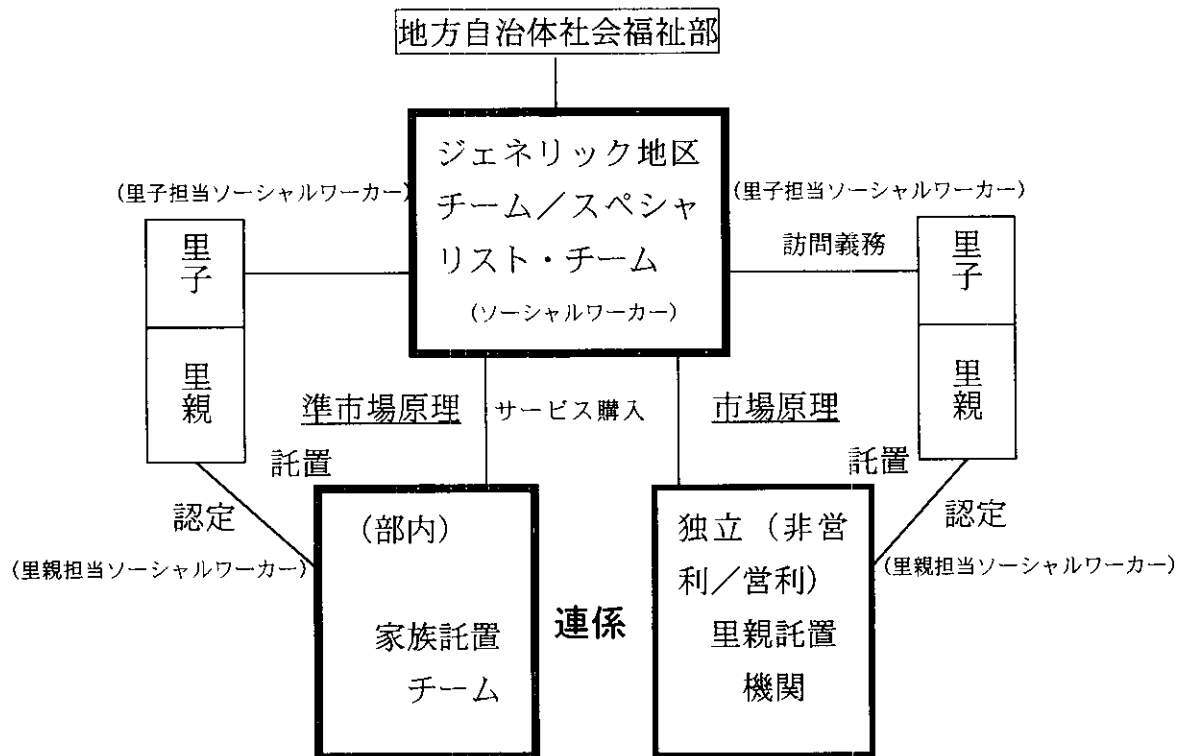 地方自治体社会福祉部
ジェネリック地区
チーム／スペシャ
リスト・チーム
（ソーシャルワーカー）
（里子担当ソーシャルワーカー）
里子
里親
（里子担当ソーシャルワーカー）
訪問義務
里子
里親
準市場原理
サービス購入
市場原理
託置
認定
（里親担当ソーシャルワーカー）
託置
認定
（里親担当ソーシャルワーカー）
（部内）
家族託置
チーム
連係
独立（非営
利／営利）
里親託置
機関